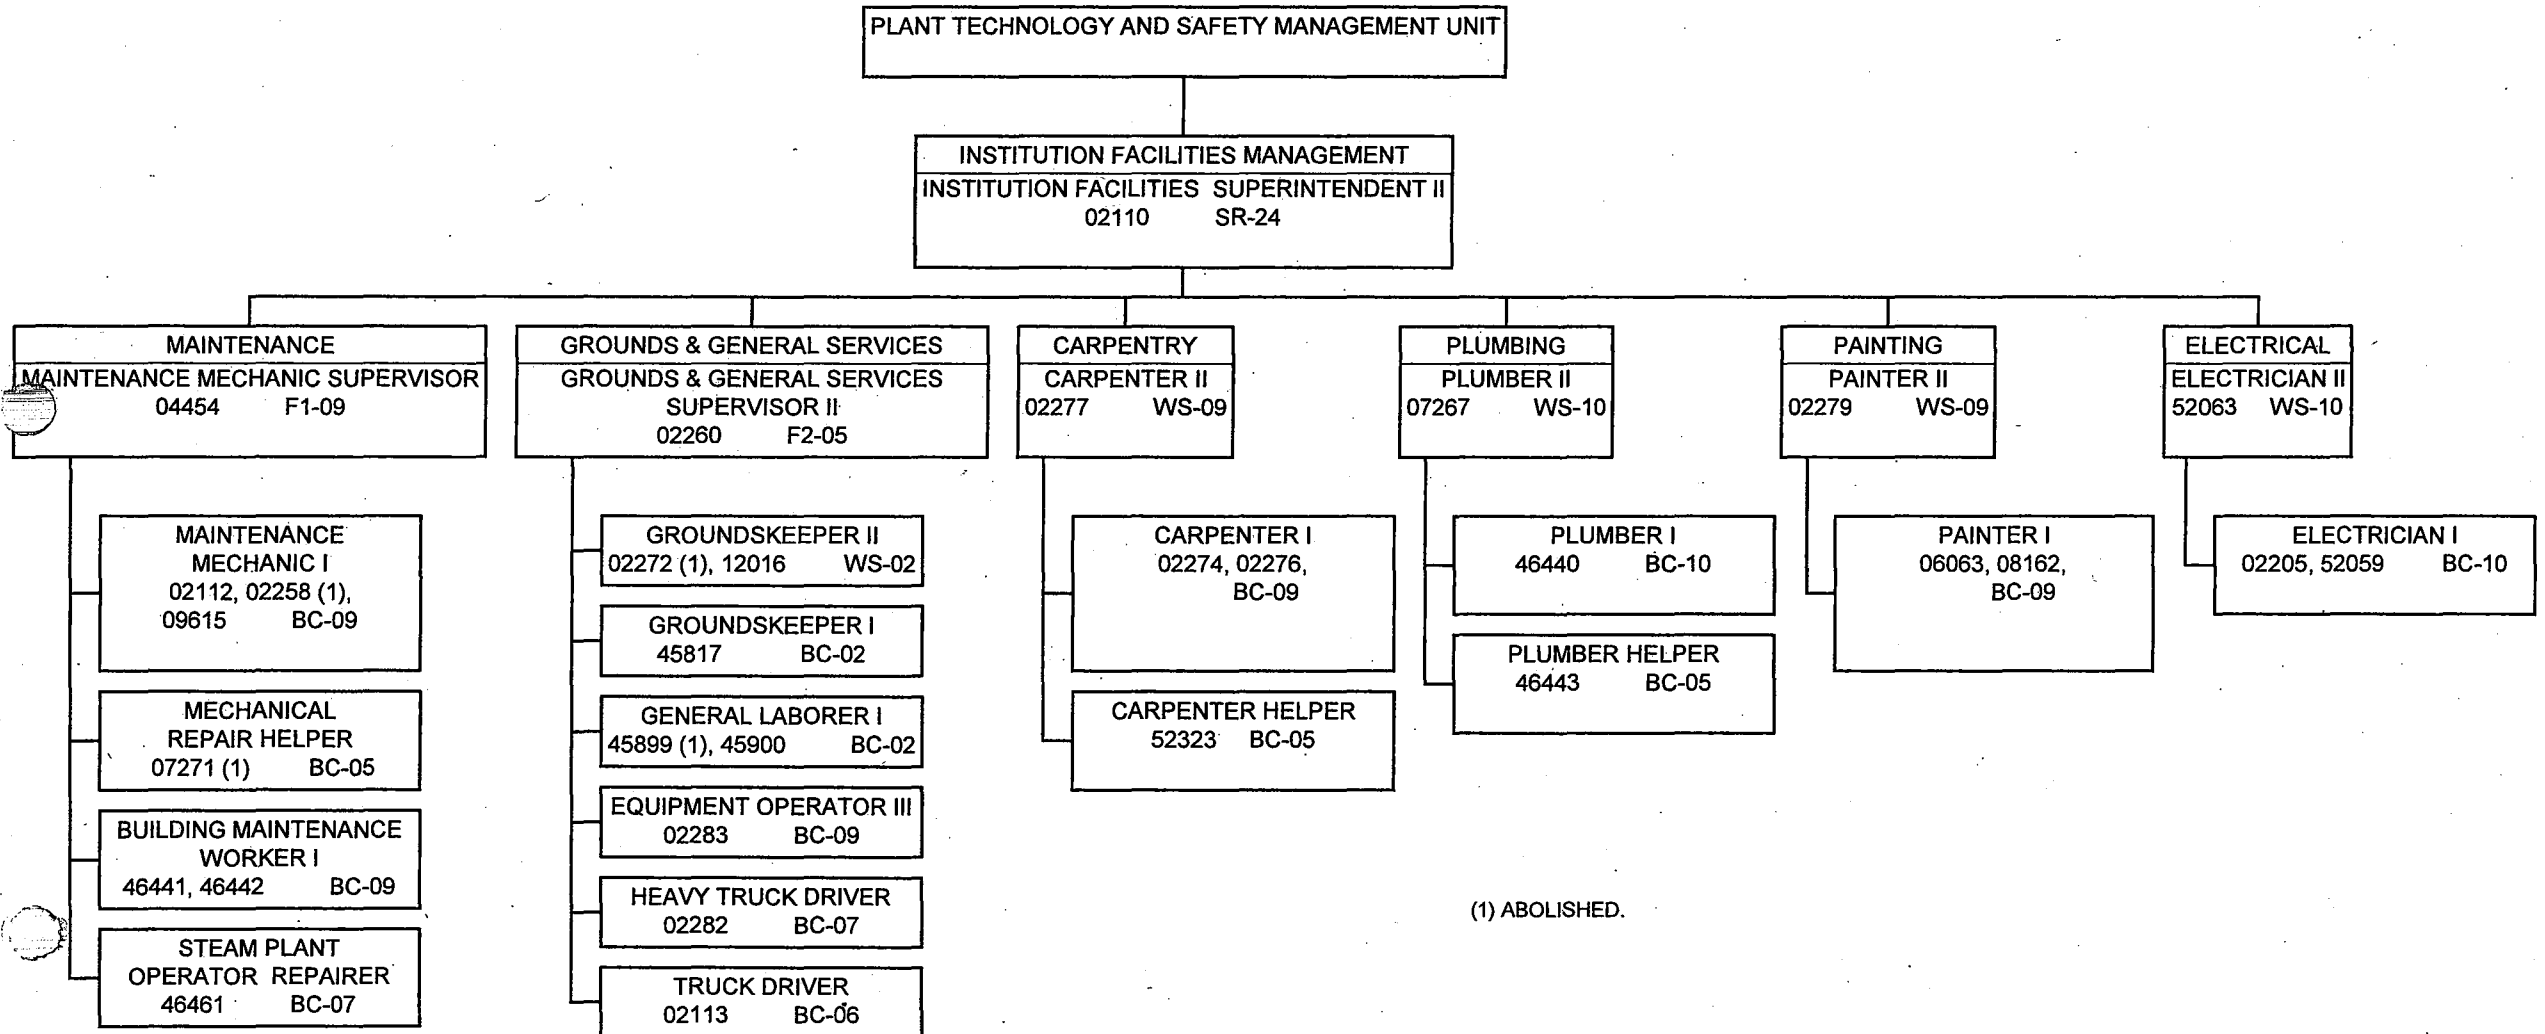 PLANT TECHNOLOGY AND SAFETY MANAGEMENT UNIT
INSTITUTION FACILITIES MANAGEMENT
INSTITUTION FACILITIES SUPERINTENDENT II
02110 SR-24
MAINTENANCE
MAINTENANCE MECHANIC SUPERVISOR
04454 F1-09
MAINTENANCE
MECHANIC I
02112, 02258 (1),
09615 BC-09
MECHANICAL
REPAIR HELPER
07271 (1) BC-05
BUILDING MAINTENANCE
WORKER I
46441, 46442 BC-09
STEAM PLANT
OPERATOR REPAIRER
46461 BC-07
GROUNDS & GENERAL SERVICES
GROUNDS & GENERAL SERVICES
SUPERVISOR II
02260 F2-05
GROUNDSKEEPER II
02272 (1), 12016 WS-02
GROUNDSKEEPER I
45817 BC-02
GENERAL LABORER I
45899 (1), 45900 BC-02
EQUIPMENT OPERATOR III
02283 BC-09
HEAVY TRUCK DRIVER
02282 BC-07
TRUCK DRIVER
02113 BC-06
CARPENTRY
CARPENTER II
02277 WS-09
CARPENTER I
02274, 02276,
BC-09
CARPENTER HELPER
52323 BC-05
PLUMBING
PLUMBER II
07267 WS-10
PLUMBER I
46440 BC-10
PLUMBER HELPER
46443 BC-05
PAINTING
PAINTER II
02279 WS-09
PAINTER I
06063, 08162,
BC-09
ELECTRICAL
ELECTRICIAN II
52063 WS-10
ELECTRICIAN I
02205, 52059 BC-10
(1) ABOLISHED.